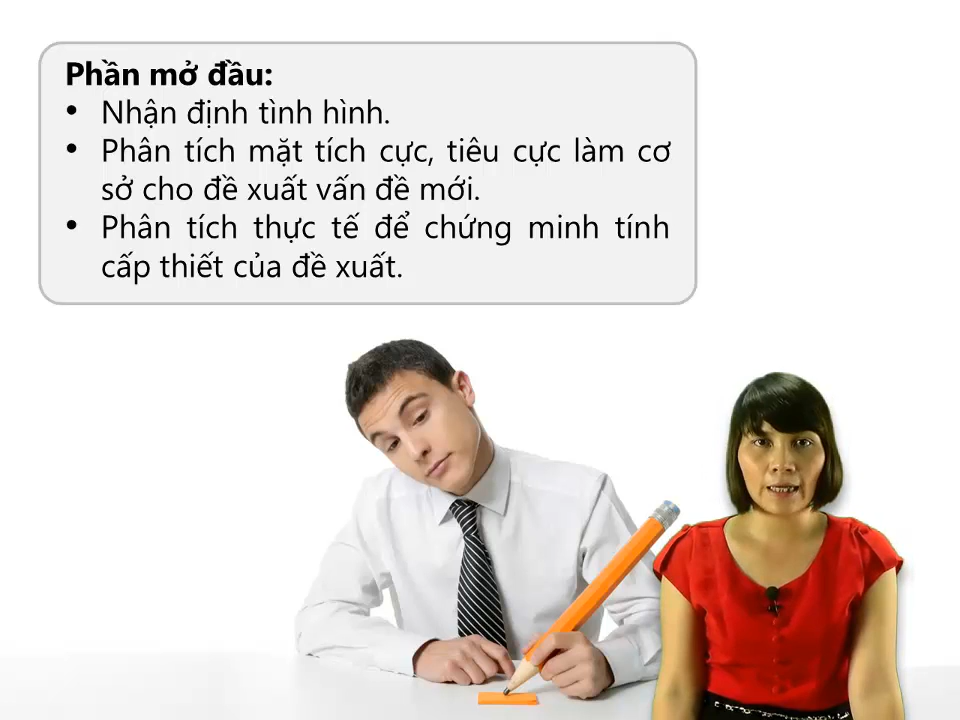 Phần mở đầu:
• Nhận định tình hình.
• Phân tích mặt tích cực, tiêu cực làm cơ
sở cho đề xuất vấn đề mới.
• Phân tích thực tế để chứng minh tính
cấp thiết của đề xuất.